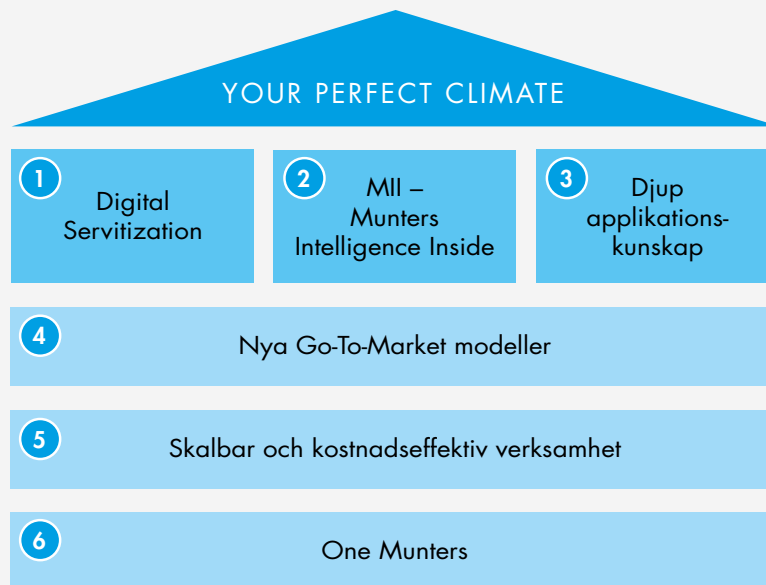 YOUR PERFECT CLIMATE
1
Digital
Servitization
2
MII –
Munters
Intelligence Inside
3
Djup
applikations-
kunskap
4
Nya Go-To-Market modeller
5
Skalbar och kostnadseffektiv verksamhet
6
One Munters